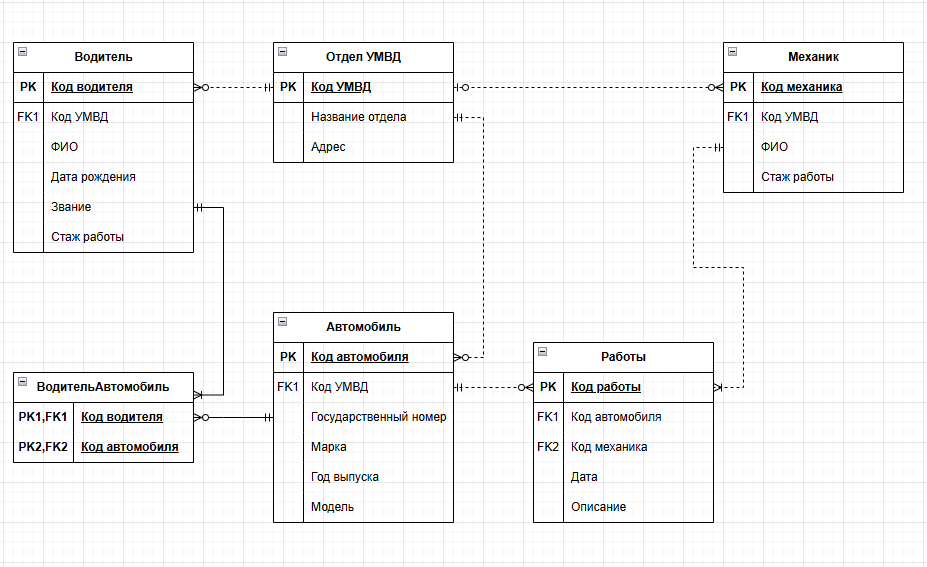 Водитель
PK Код водителя
FK1 Код УМВД
ФИО
Дата рождения
Звание
Стаж работы
Отдел УМВД
PK Код УМВД
Название отдела
Адрес
Механик
PK Код механика
FK1 Код УМВД
ФИО
Стаж работы
ВодительАвтомобиль
PK1,FK1 Код водителя
PK2,FK2 Код автомобиля
Автомобиль
PK Код автомобиля
FK1 Код УМВД
Государственный номер
Марка
Год выпуска
Модель
Работы
PK Код работы
FK1 Код автомобиля
FK2 Код механика
Дата
Описание